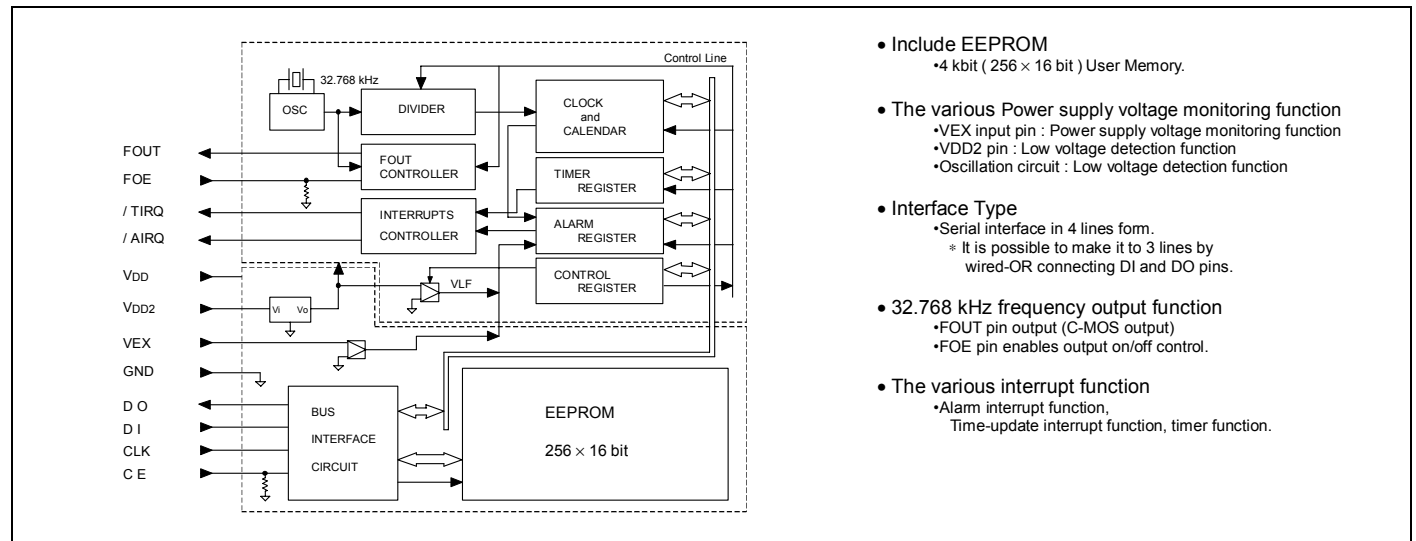 Control Line
32.768 kHz
OSC
DIVIDER
CLOCK
and
CALENDAR
FOUT
FOE
FOUT
CONTROLLER
TIMER
REGISTER
/ TIRQ
/ AIRQ
INTERRUPTS
CONTROLLER
ALARM
REGISTER
VDD
VDD2
Vi Vo
VLF
CONTROL
REGISTER
VEX
GND
D O
D I
CLK
C E
BUS
INTERFACE
CIRCUIT
EEPROM
256 × 16 bit
• Include EEPROM
•4 kbit ( 256 × 16 bit ) User Memory.
• The various Power supply voltage monitoring function
•VEX input pin : Power supply voltage monitoring function
•VDD2 pin : Low voltage detection function
•Oscillation circuit : Low voltage detection function
• Interface Type
•Serial interface in 4 lines form.
∗ It is possible to make it to 3 lines by
wired-OR connecting DI and DO pins.
• 32.768 kHz frequency output function
•FOUT pin output (C-MOS output)
•FOE pin enables output on/off control.
• The various interrupt function
•Alarm interrupt function,
Time-update interrupt function, timer function.